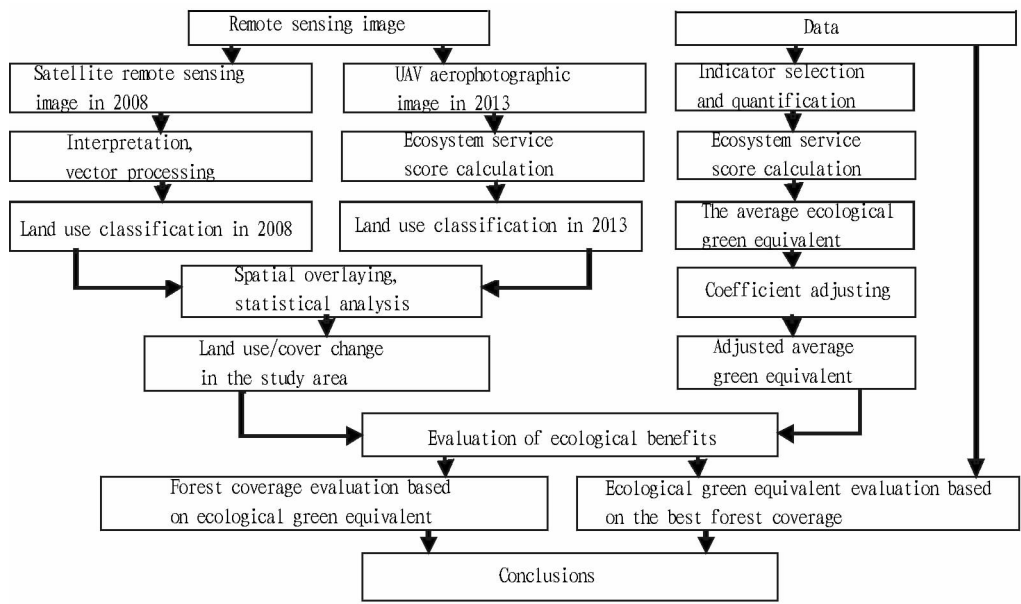 Remote sensing image
Data
Satellite remote sensing
image in 2008
UAV aerophotographic
image in 2013
Indicator selection
and quantification
Interpretation,
vector processing
Ecosystem service
score calculation
Ecosystem service
score calculation
Land use classification in 2008
Land use classification in 2013
The average ecological
green equivalent
Spatial overlaying,
statistical analysis
Coefficient adjusting
Land use/cover change
in the study area
Adjusted average
green equivalent
Evaluation of ecological benefits
Forest coverage evaluation based
on ecological green equivalent
Ecological green equivalent evaluation based
on the best forest coverage
Conclusions